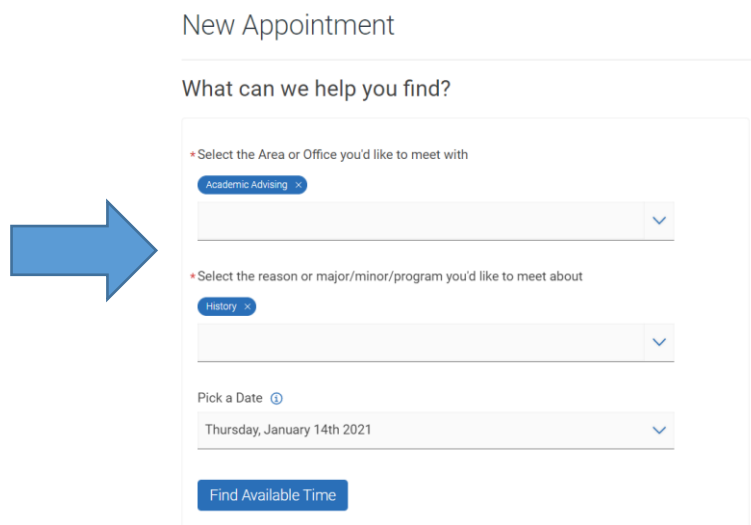 New Appointment
What can we help you find?
*Select the Area or Office you'd like to meet with
Academic Advising ×
*Select the reason or major/minor/program you'd like to meet about
History ×
Pick a Date
Thursday, January 14th 2021
Find Available Time